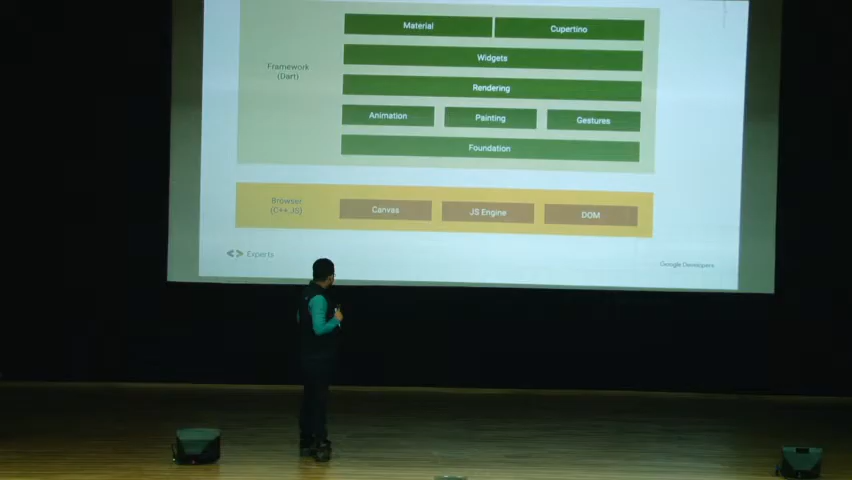 Material
Cupertino
Widgets
Framework
(Dart)
Rendering
Animation
Painting
Gestures
Foundation
Browser
(C++, JS)
Canvas
JS Engine
DOM
<> Experts
Google Developers